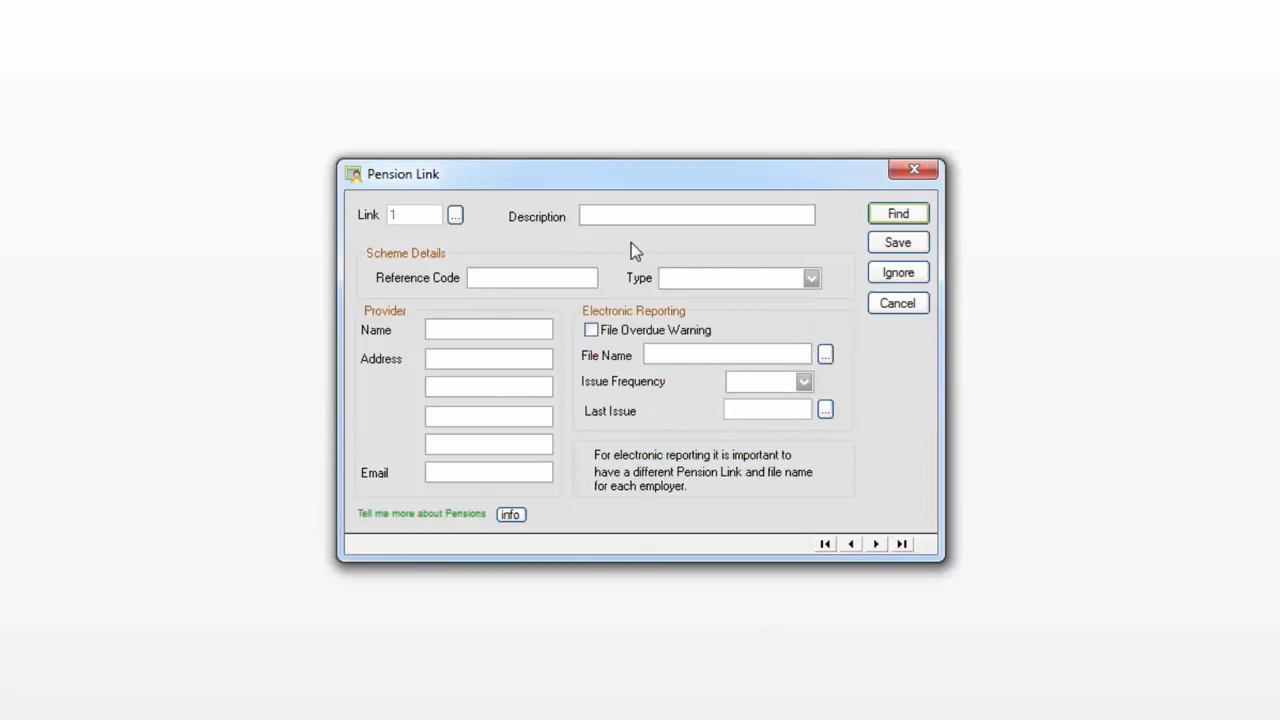 Pension Link
Link 1 ... Description Find
Save
Scheme Details
Reference Code Type Ignore
Cancel
Provider
Name
Address
Email
Electronic Reporting
File Overdue Warning
File Name ...
Issue Frequency
Last Issue ...
For electronic reporting it is important to
have a different Pension Link and file name
for each employer.
Tell me more about Pensions info